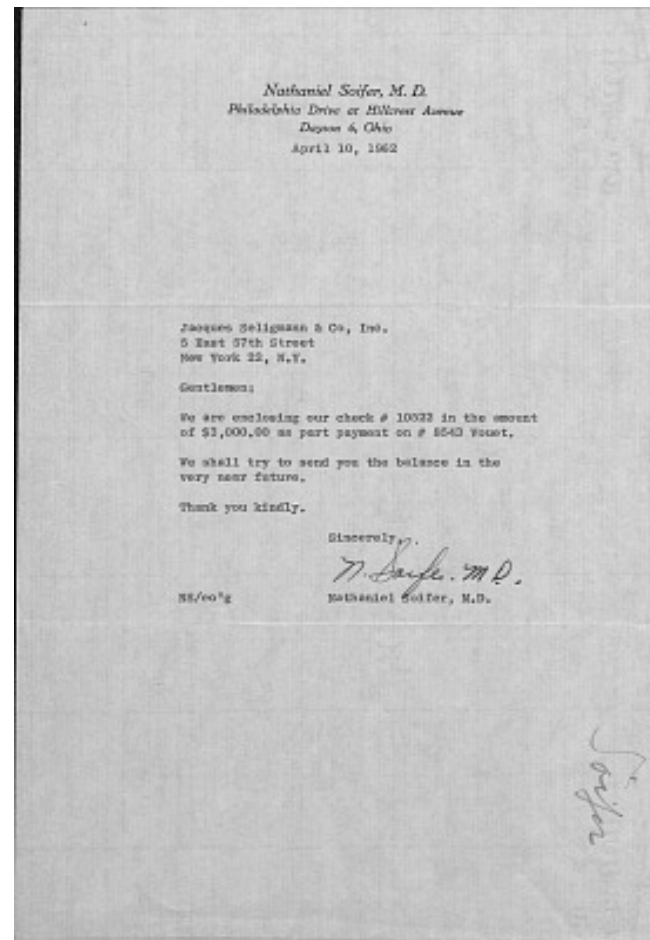 Nathaniel Soifer, M. D.
Philadelphia Drive at Hillcrest Avenue
Dayton 6, Ohio
April 10, 1962
Jacques Seligmann & Co, Inc.
5 East 57th Street
New York 22, N.Y.
Gentlemen:
We are enclosing our check # 10522 in the amount
of $3,000.00 as part payment on # 8543 Vouet.
We shall try to send you the balance in the
very near future.
Thank you kindly.
Sincerely,
N. Soifer. M D.
NS/eo'g
Nathaniel Soifer, M.D.
Soifer